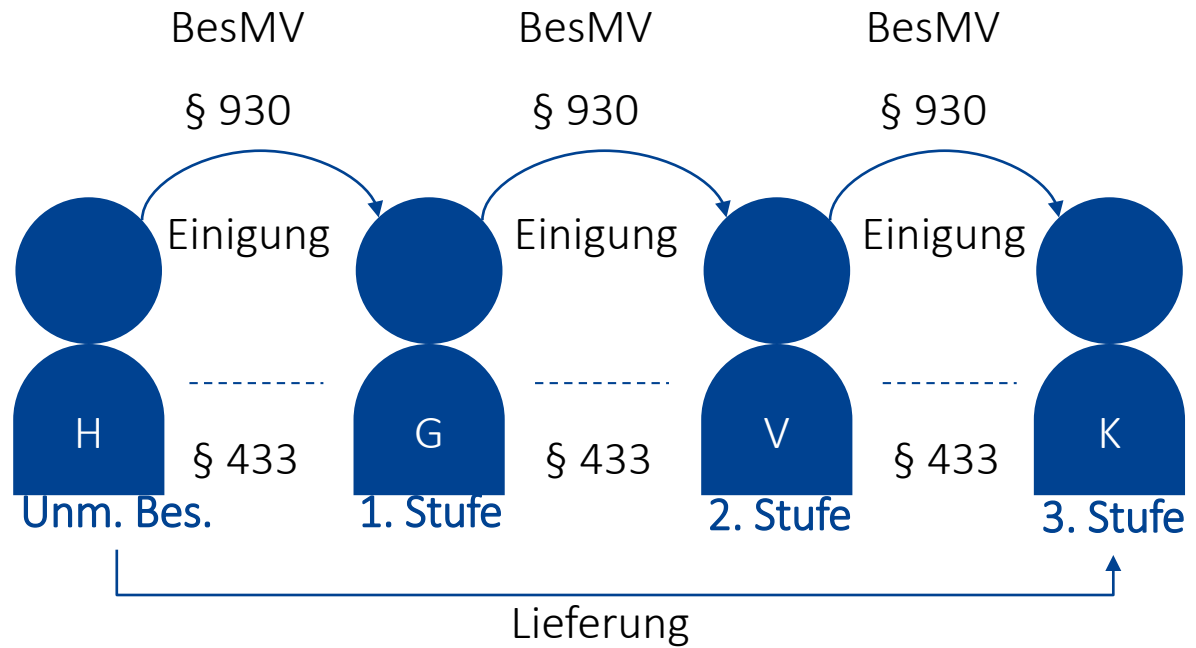 BesMV BesMV BesMV
§ 930 § 930 § 930
Einigung Einigung Einigung
H G V K
§ 433 § 433 § 433
Unm. Bes. 1. Stufe 2. Stufe 3. Stufe
Lieferung